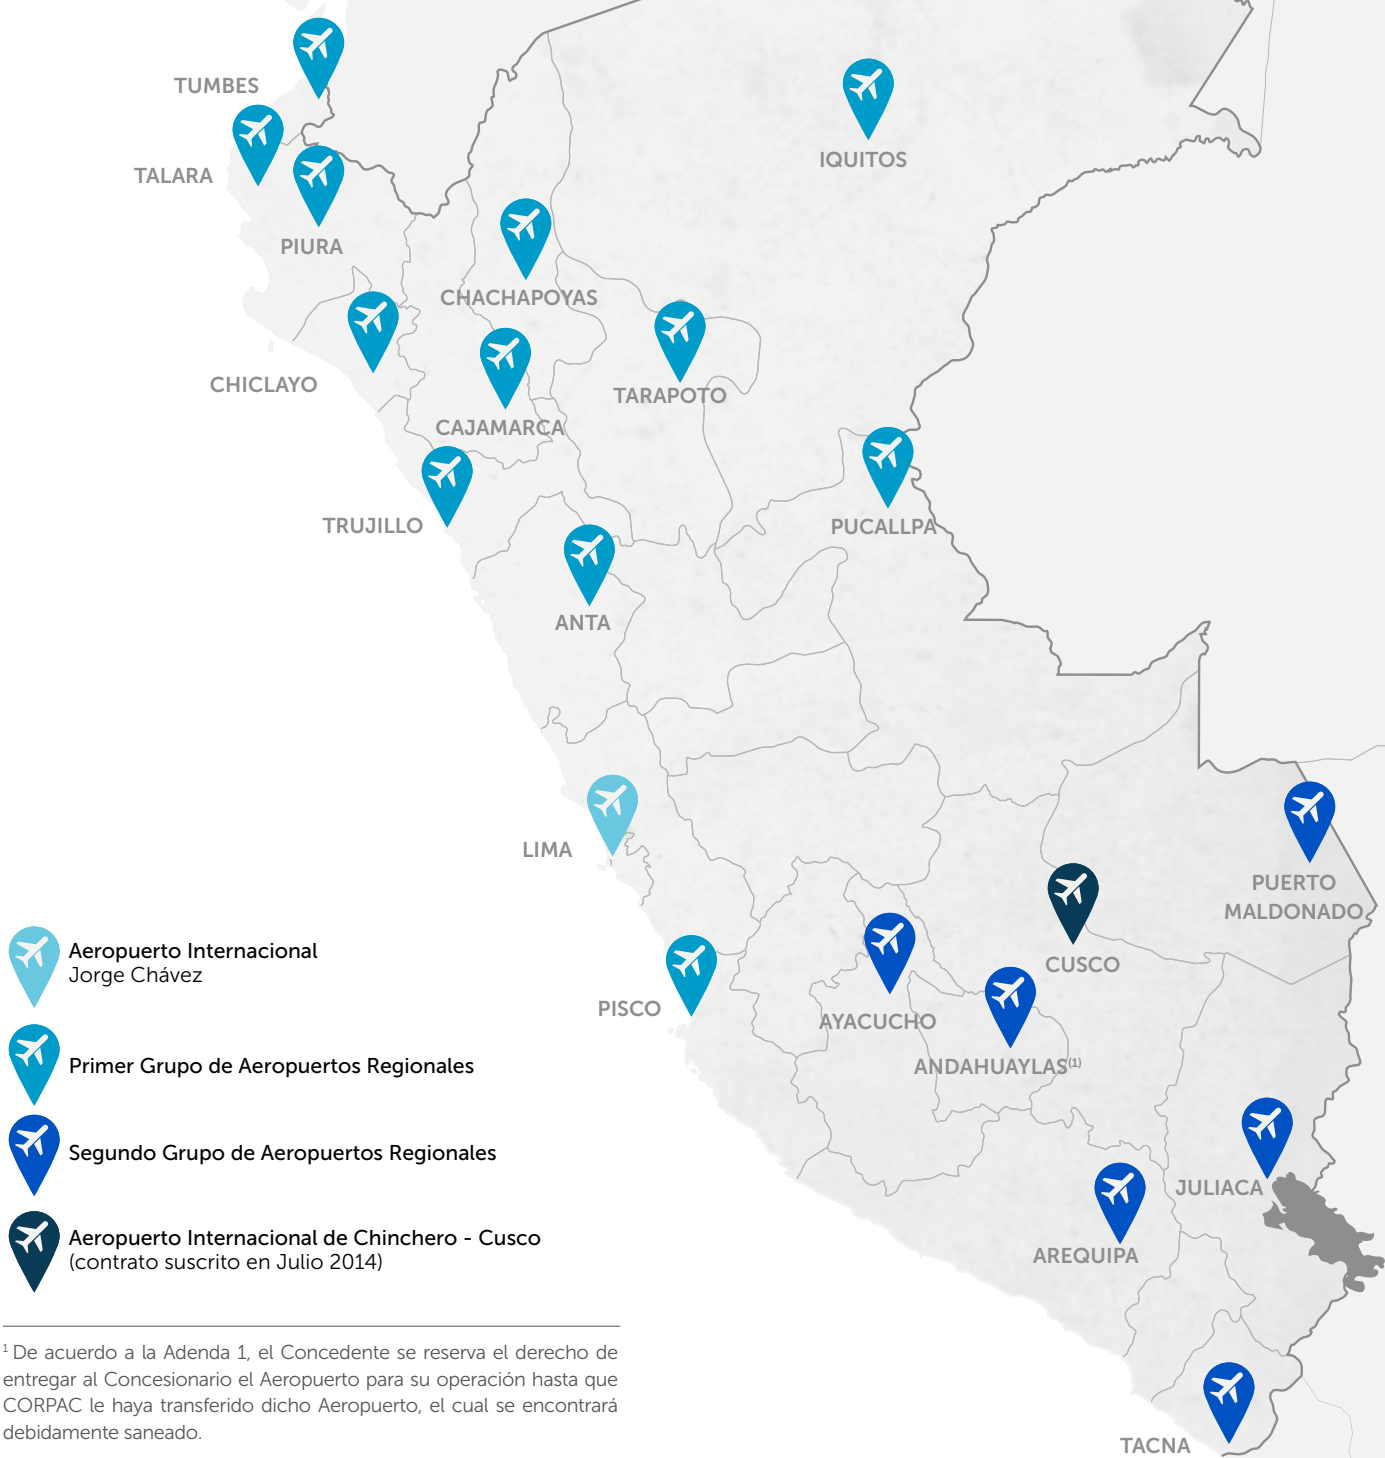 TUMBES
IQUITOS
TALARA
PIURA
CHACHAPOYAS
CHICLAYO
TARAPOTO
CAJAMARCA
TRUJILLO
PUCALLPA
ANTA
LIMA
PUERTO
MALDONADO
CUSCO
PISCO
AYACUCHO
ANDAHUAYLAS(1)
JULIACA
AREQUIPA
TACNA
Aeropuerto Internacional
Jorge Chávez
Primer Grupo de Aeropuertos Regionales
Segundo Grupo de Aeropuertos Regionales
Aeropuerto Internacional de Chinchero - Cusco
(contrato suscrito en Julio 2014)
1 De acuerdo a la Adenda 1, el Concedente se reserva el derecho de
entregar al Concesionario el Aeropuerto para su operación hasta que
CORPAC le haya transferido dicho Aeropuerto, el cual se encontrará
debidamente saneado.